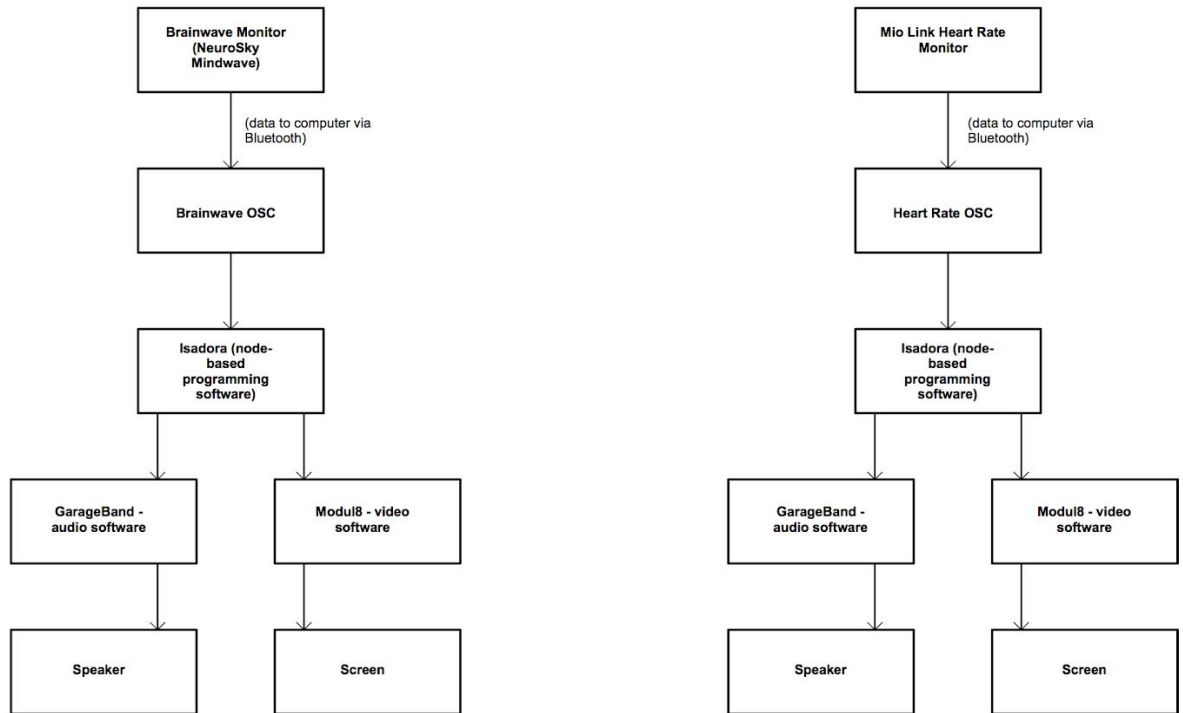 Brainwave Monitor
(NeuroSky
Mindwave)
(data to computer via
Bluetooth)
Brainwave OSC
Isadora (node-
based
programming
software)
GarageBand -
audio software
Modul8 - video
software
Speaker
Screen
Mio Link Heart Rate
Monitor
(data to computer via
Bluetooth)
Heart Rate OSC
Isadora (node-
based
programming
software)
GarageBand -
audio software
Modul8 - video
software
Speaker
Screen